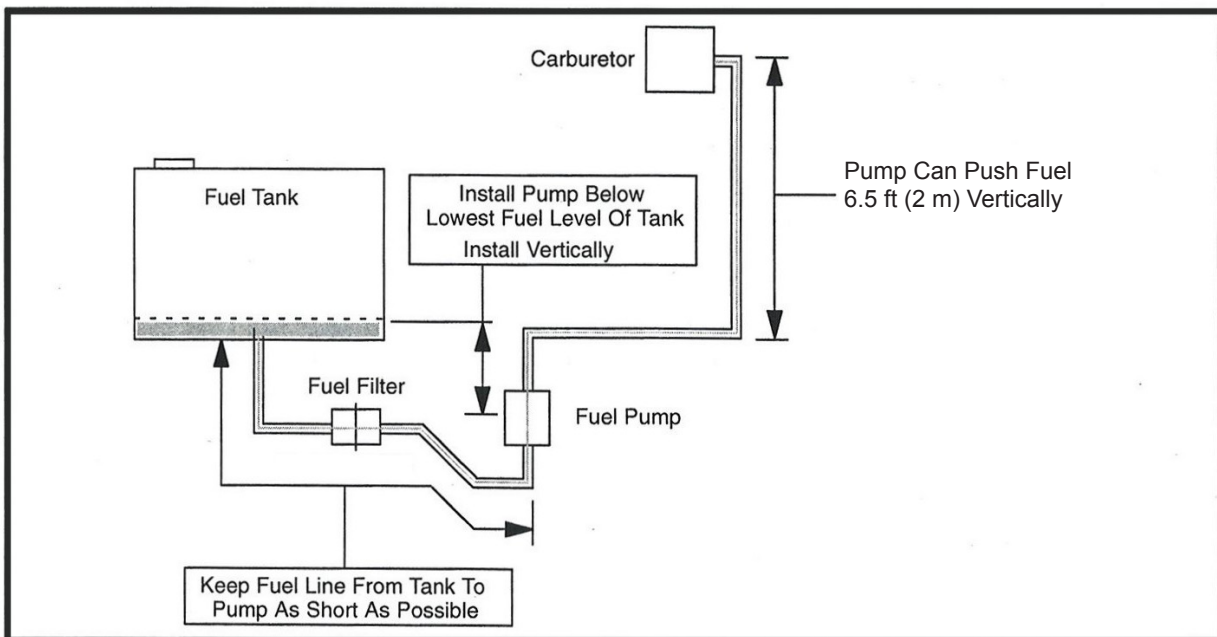 Carburetor
Pump Can Push Fuel
6.5 ft (2 m) Vertically
Fuel Tank
Install Pump Below
Lowest Fuel Level Of Tank
Install Vertically
Fuel Filter
Fuel Pump
Keep Fuel Line From Tank To
Pump As Short As Possible